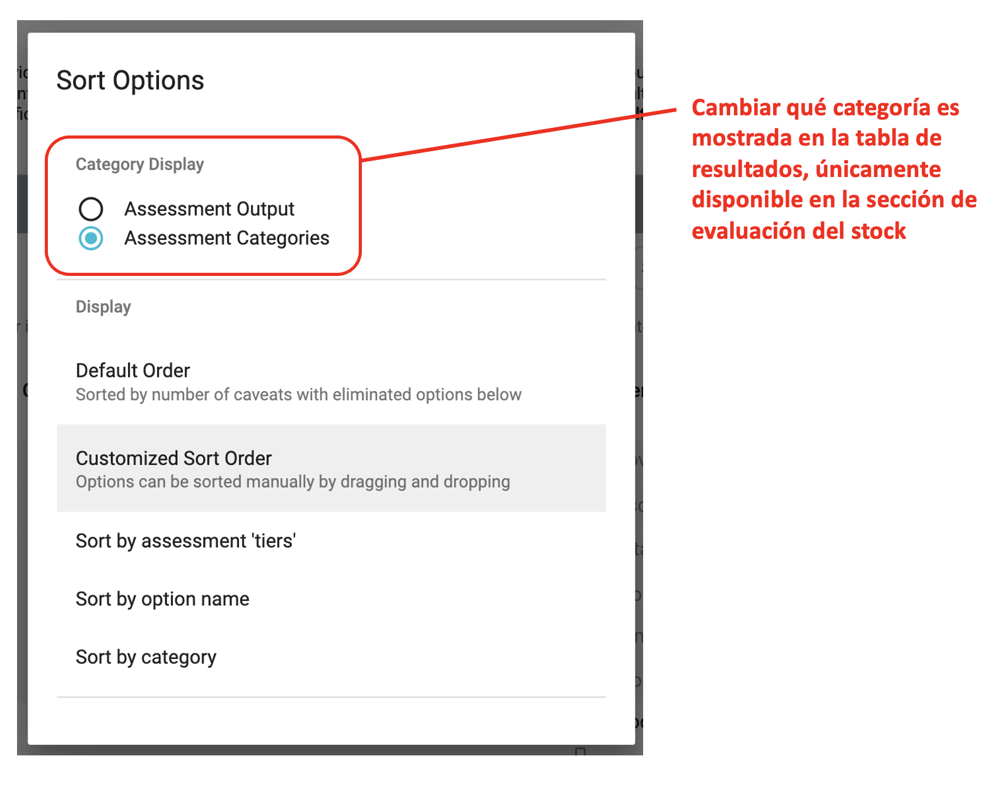 Sort Options
Category Display
Assessment Output
Assessment Categories
Display
Default Order
Sorted by number of caveats with eliminated options below
Customized Sort Order
Options can be sorted manually by dragging and dropping
Sort by assessment 'tiers'
Sort by option name
Sort by category
Cambiar qué categoría es
mostrada en la tabla de
resultados, únicamente
disponible en la sección de
evaluación del stock